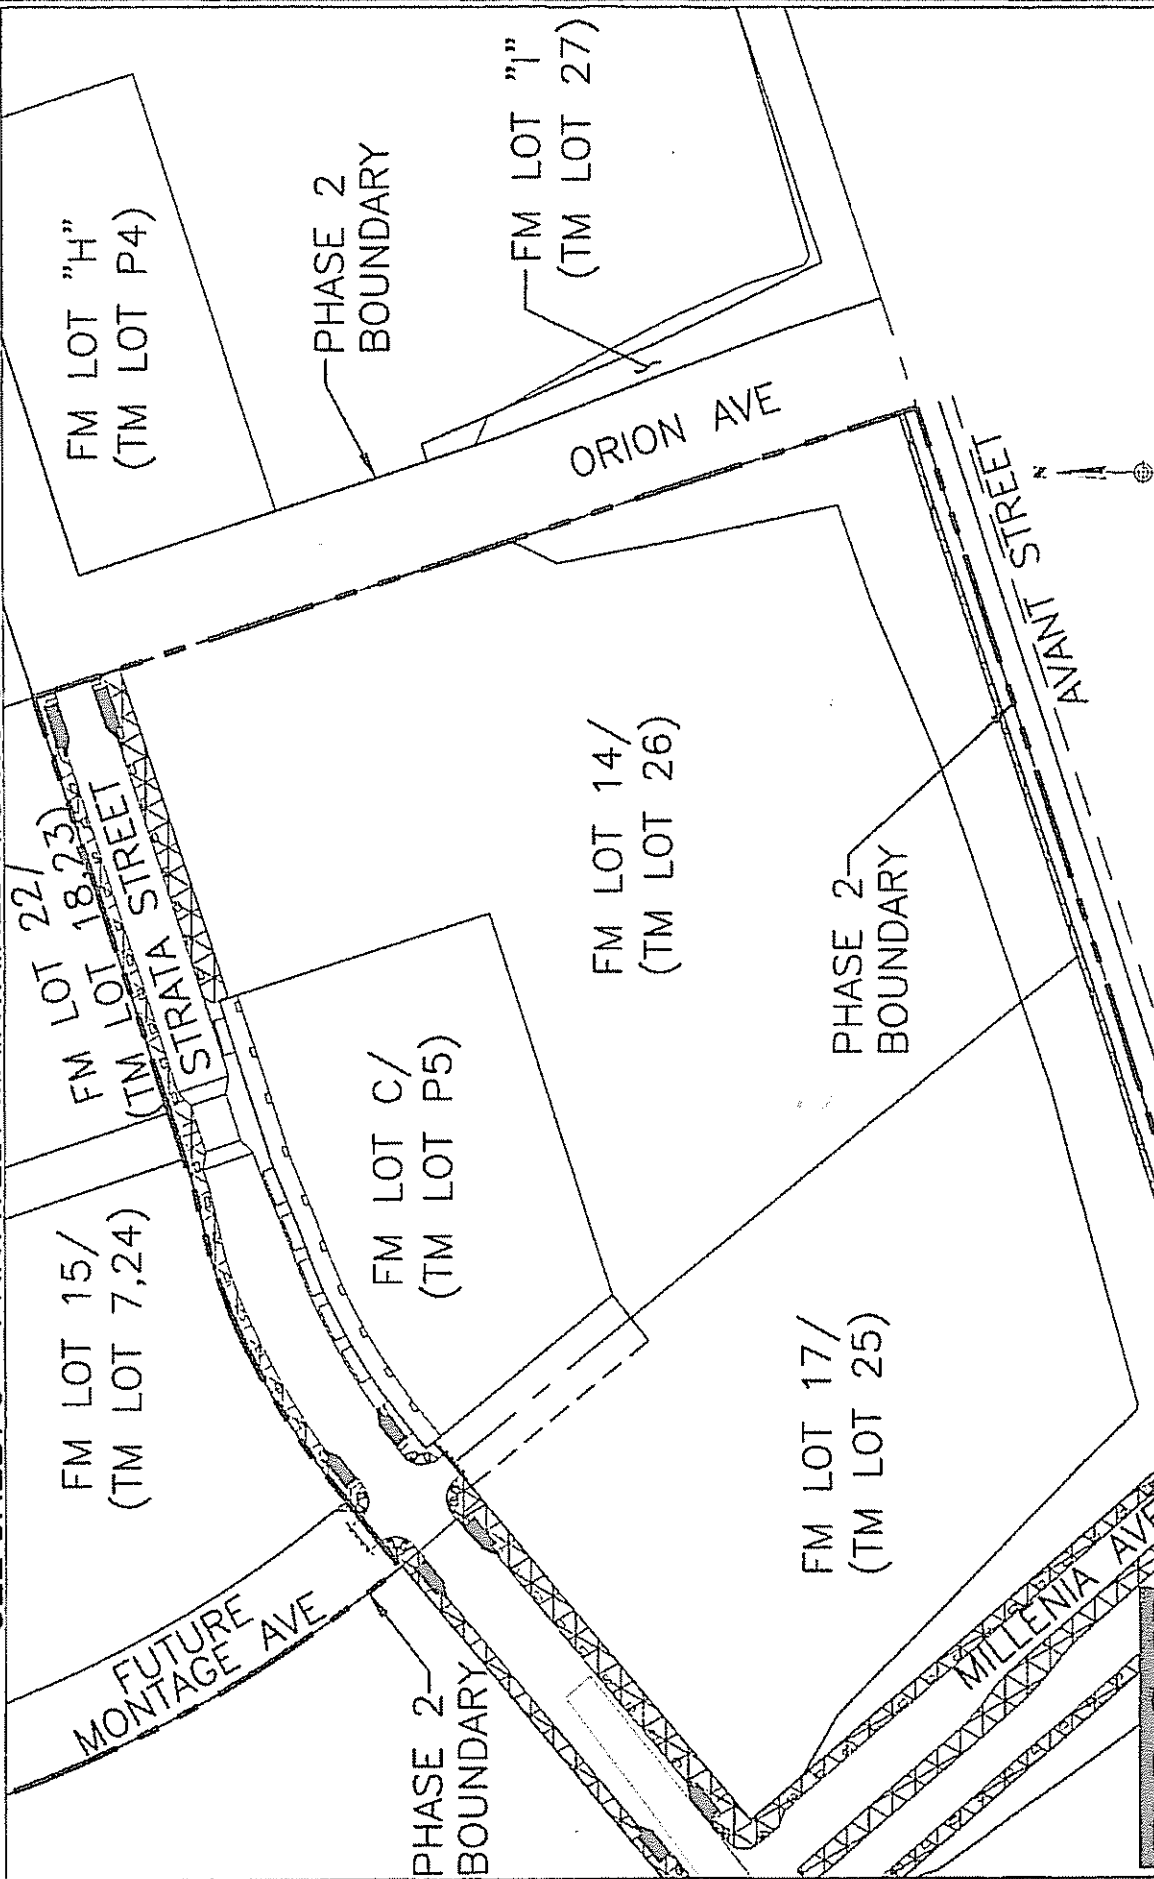 FM LOT "H"
(TM LOT P4)
PHASE 2
BOUNDARY
FM LOT "I"
(TM LOT 27)
ORION AVE
FM LOT 22/
FM LOT 18,23)
(TM LOT
STRATA STREET
FM LOT 15/
(TM LOT 7,24)
FM LOT C/
(TM LOT P5)
FM LOT 14/
(TM LOT 26)
AVANT STREET
PHASE 2
BOUNDARY
FUTURE
MONTAGE AVE
PHASE 2
BOUNDARY
FM LOT 17/
(TM LOT 25)
MILLENIA AVE